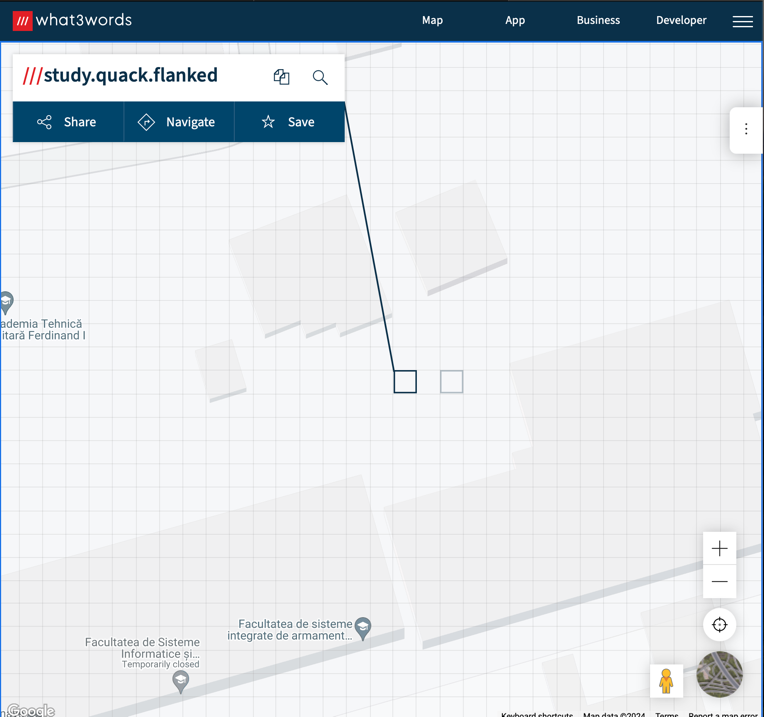 /// what3words
Map
App
Business
Developer
///study.quack.flanked
Share
Navigate
Save
ademia Tehnică
itară Ferdinand I
Facultatea de sisteme
integrate de armament...
Facultatea de Sisteme
Informatice și...
Temporarily closed
Google
Keyboard shortcuts
Map data ©2024
Terms
Report a map error